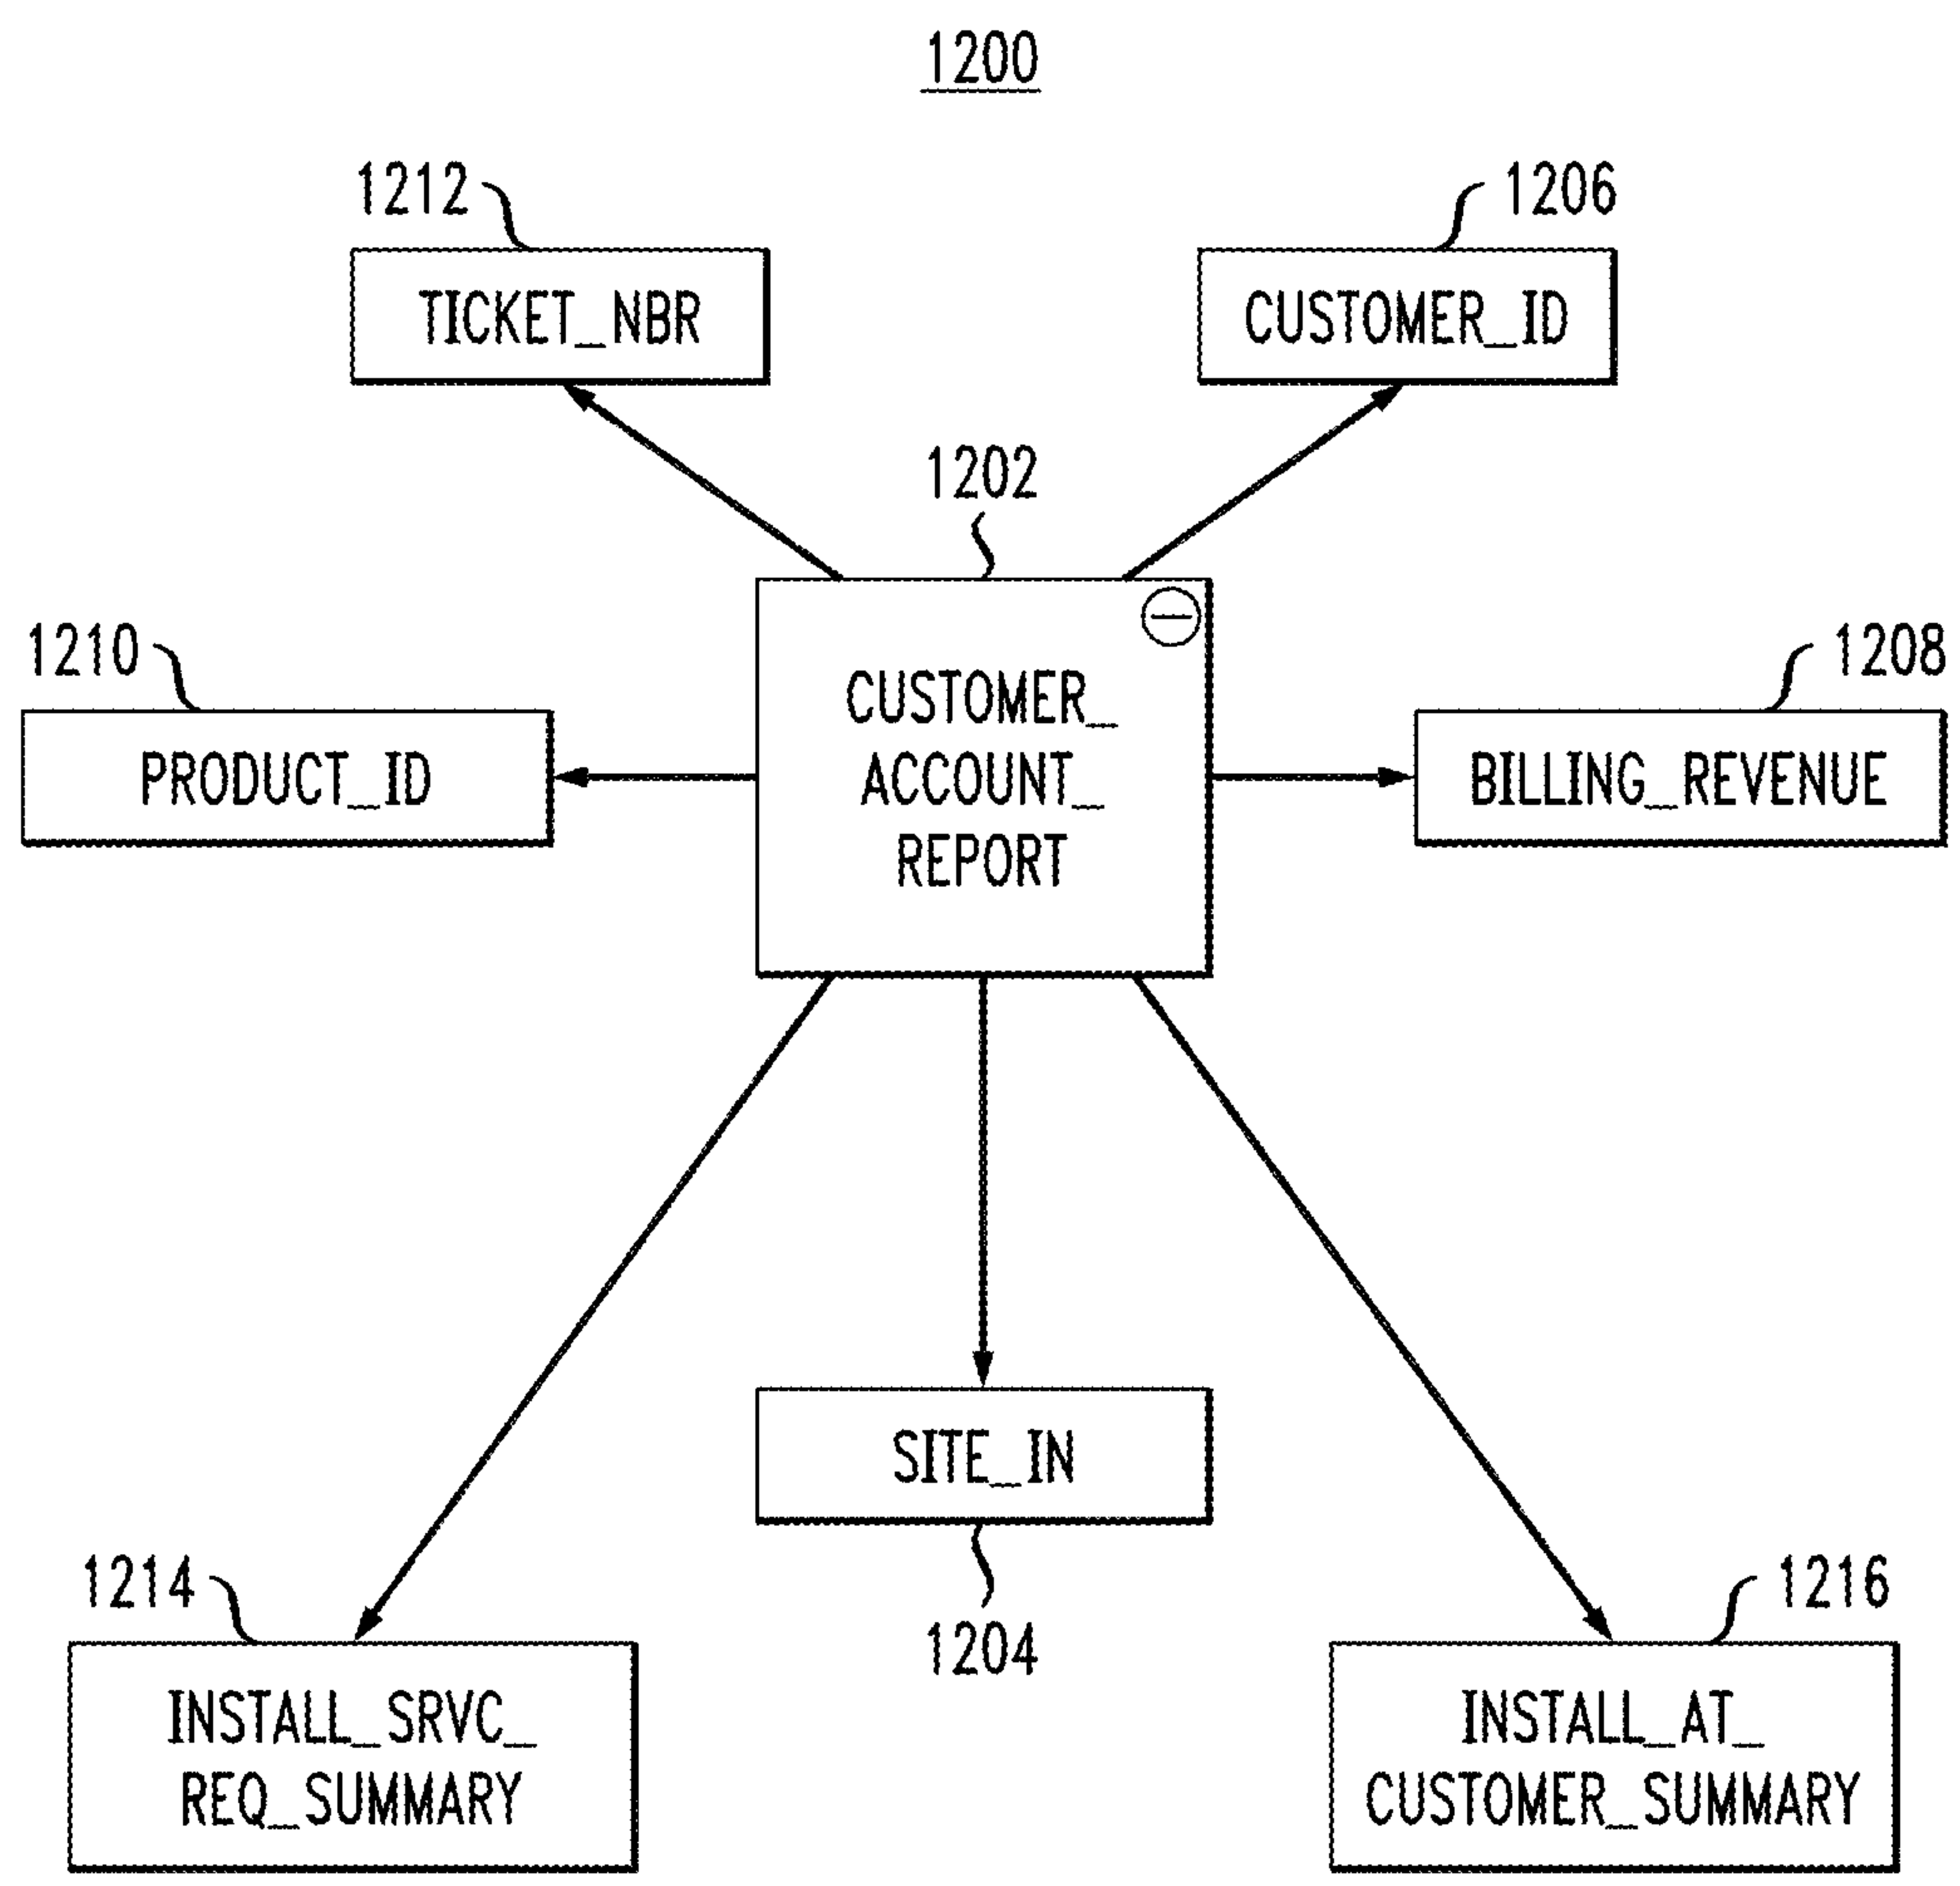 1200
1212
1206
TICKET_NBR
CUSTOMER_ID
1202
1210
1208
CUSTOMER_
ACCOUNT_
REPORT
PRODUCT_ID
BILLING_REVENUE
SITE_IN
1204
1214
1216
INSTALL_SRVC_
REQ_SUMMARY
INSTALL_AT_
CUSTOMER_SUMMARY